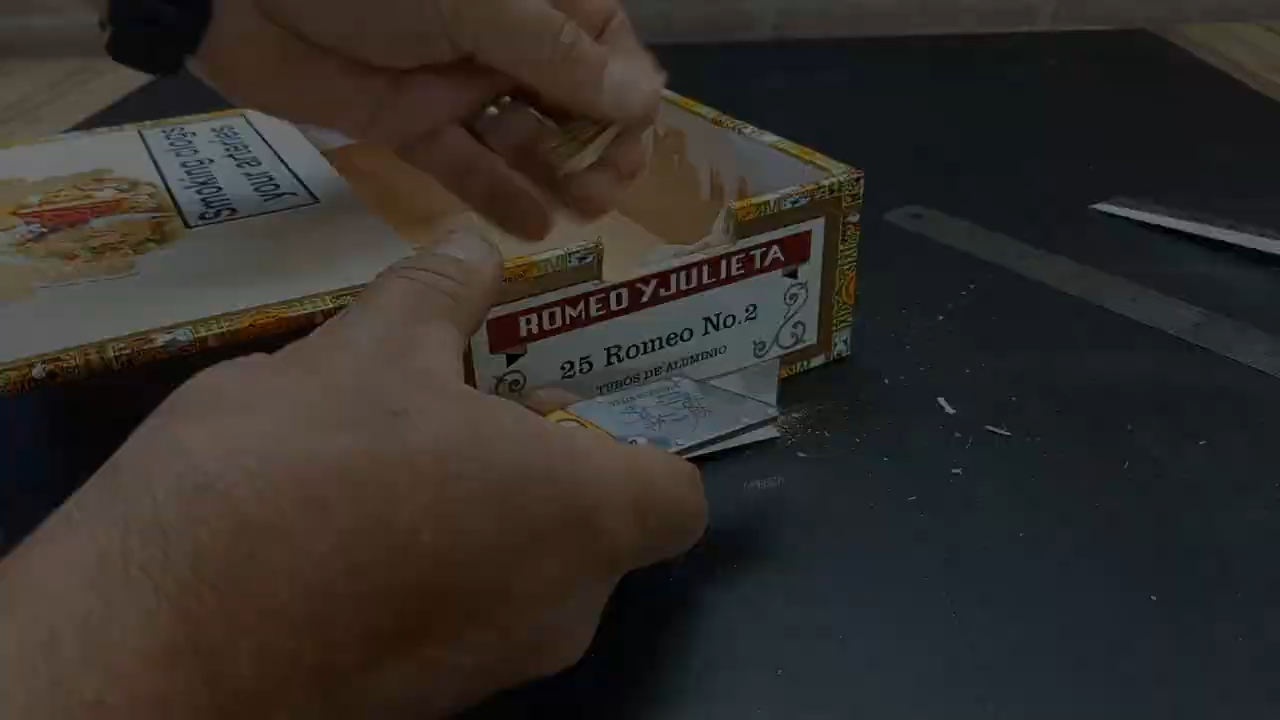 Smoking clogs
your arteries
ROMEO Y JULIETA
25 Romeo No.2
TUBOS DE ALUMINIO